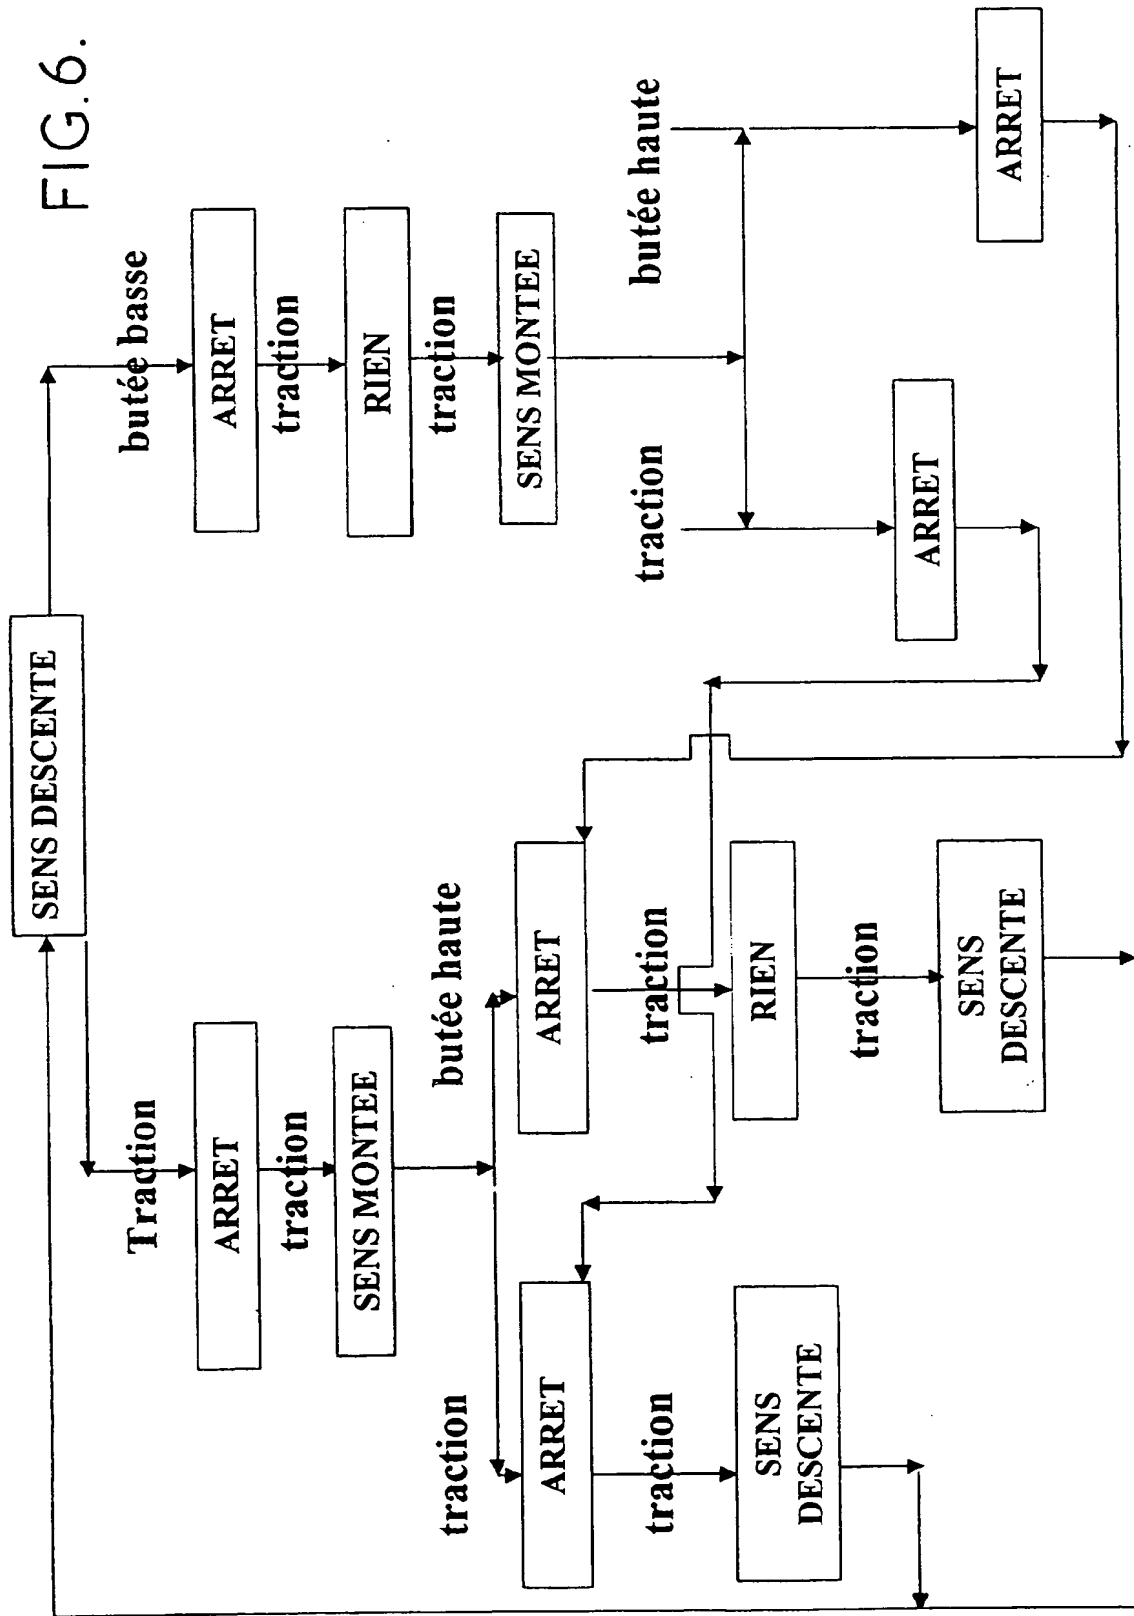 FIG.6.
SENS DESCENTE
Traction
butée basse
ARRET
ARRET
traction
traction
SENS MONTEE
RIEN
traction
SENS MONTEE
traction
butée haute
traction
butée haute
ARRET
ARRET
traction
traction
SENS
DESCENTE
RIEN
traction
SENS
DESCENTE
ARRET
ARRET